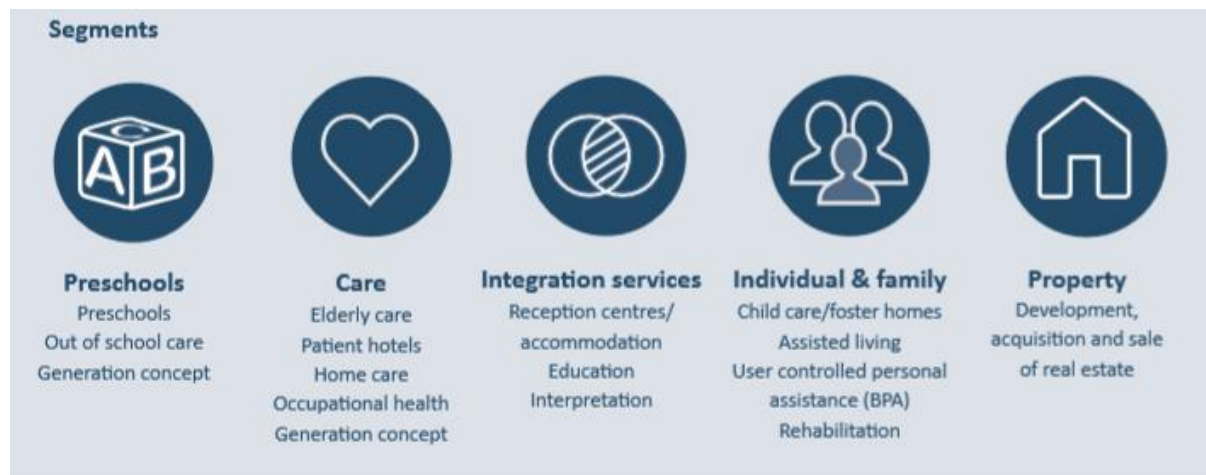 Segments
C
A B
Preschools
Preschools
Out of school care
Generation concept
Care
Elderly care
Patient hotels
Home care
Occupational health
Generation concept
Integration services
Reception centres/
accommodation
Education
Interpretation
Individual & family
Child care/foster homes
Assisted living
User controlled personal
assistance (BPA)
Rehabilitation
Property
Development,
acquisition and sale
of real estate